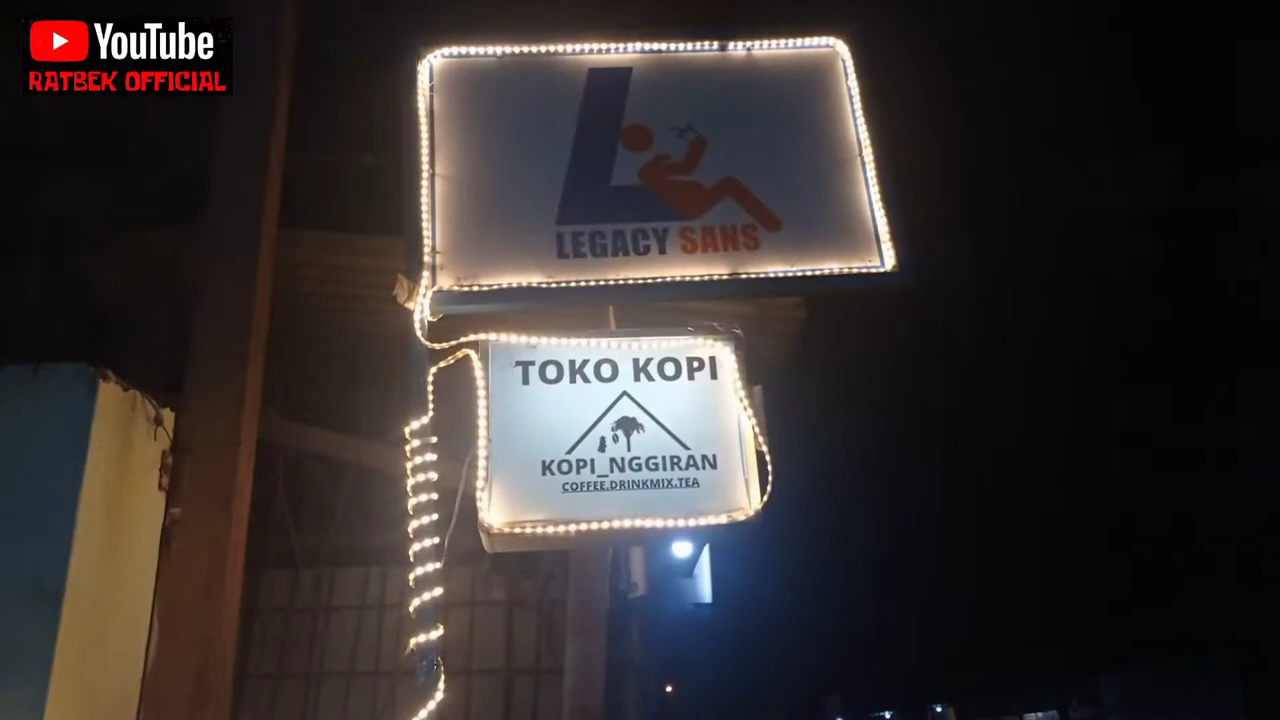 YouTube
RATBEK OFFICIAL
LEGACY SANS
TOKO KOPI
KOPI_NGGIRAN
COFFEE.DRINKMIX.TEA